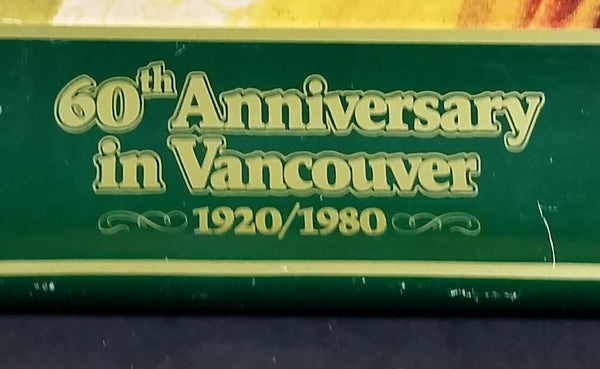 60th Anniversary
in Vancouver
1920/1980